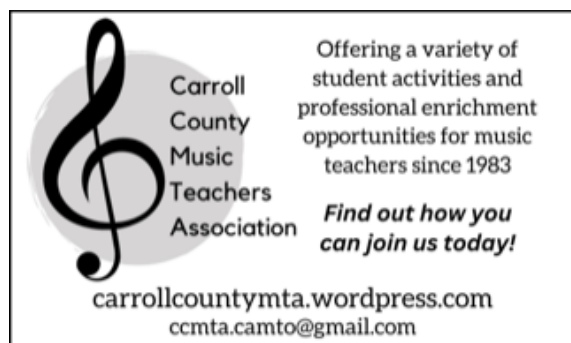 Carroll
County
Music
Teachers
Association
Offering a variety of
student activities and
professional enrichment
opportunities for music
teachers since 1983
Find out how you
can join us today!
carrollcountymta.wordpress.com
ccmta.camto@gmail.com